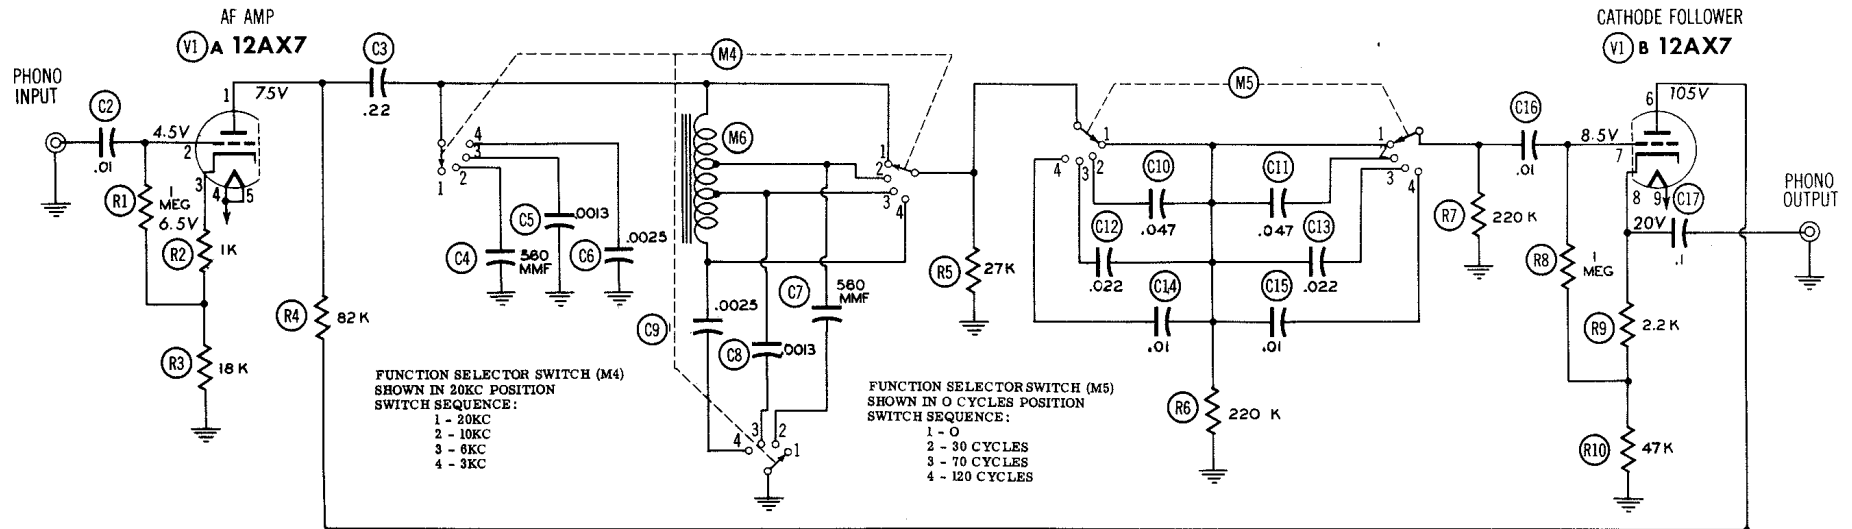 AF AMP
V1 A 12AX7
PHONO
INPUT
C2
.01
4.5V
2
1
75V
3
4
5
R1
1
MEG
6.5V
R2
1K
R3
18 K
R4
82 K
C3
.22
M4
4
3
2
1
C4
560
MMF
C5
.0013
C6
.0025
M6
1
2
3
4
C7
560
MMF
C8
.0013
C9
.0025
4
3
2
1
FUNCTION SELECTOR SWITCH (M4)
SHOWN IN 20KC POSITION
SWITCH SEQUENCE:
1 - 20KC
2 - 10KC
3 - 6KC
4 - 3KC
R5
27K
M5
1
2
3
4
C10
.047
C11
.047
C12
.022
C13
.022
C14
.01
C15
.01
1
2
3
4
R6
220 K
FUNCTION SELECTOR SWITCH (M5)
SHOWN IN O CYCLES POSITION
SWITCH SEQUENCE:
1 - O
2 - 30 CYCLES
3 - 70 CYCLES
4 - 120 CYCLES
R7
220 K
C16
.01
CATHODE FOLLOWER
V1 B 12AX7
6
105V
8.5V
7
8
9
20V
C17
.1
R8
1
MEG
R9
2.2 K
R10
47 K
PHONO
OUTPUT